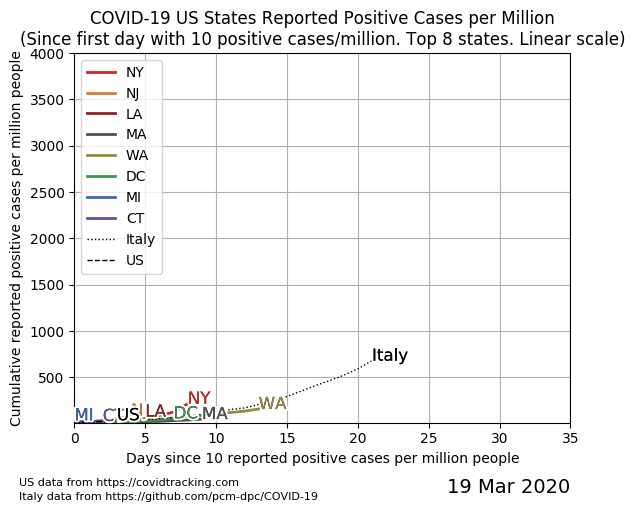 COVID-19 US States Reported Positive Cases per Million
(Since first day with 10 positive cases/million. Top 8 states. Linear scale)
Cumulative reported positive cases per million people
4000
3500
3000
2500
2000
1500
1000
500
NY
NJ
LA
MA
WA
DC
MI
CT
Italy
US
Italy
NY
WA
MI
US
LA
DC
MA
0
5
10
15
20
25
30
35
Days since 10 reported positive cases per million people
US data from https://covidtracking.com
Italy data from https://github.com/pcm-dpc/COVID-19
19 Mar 2020